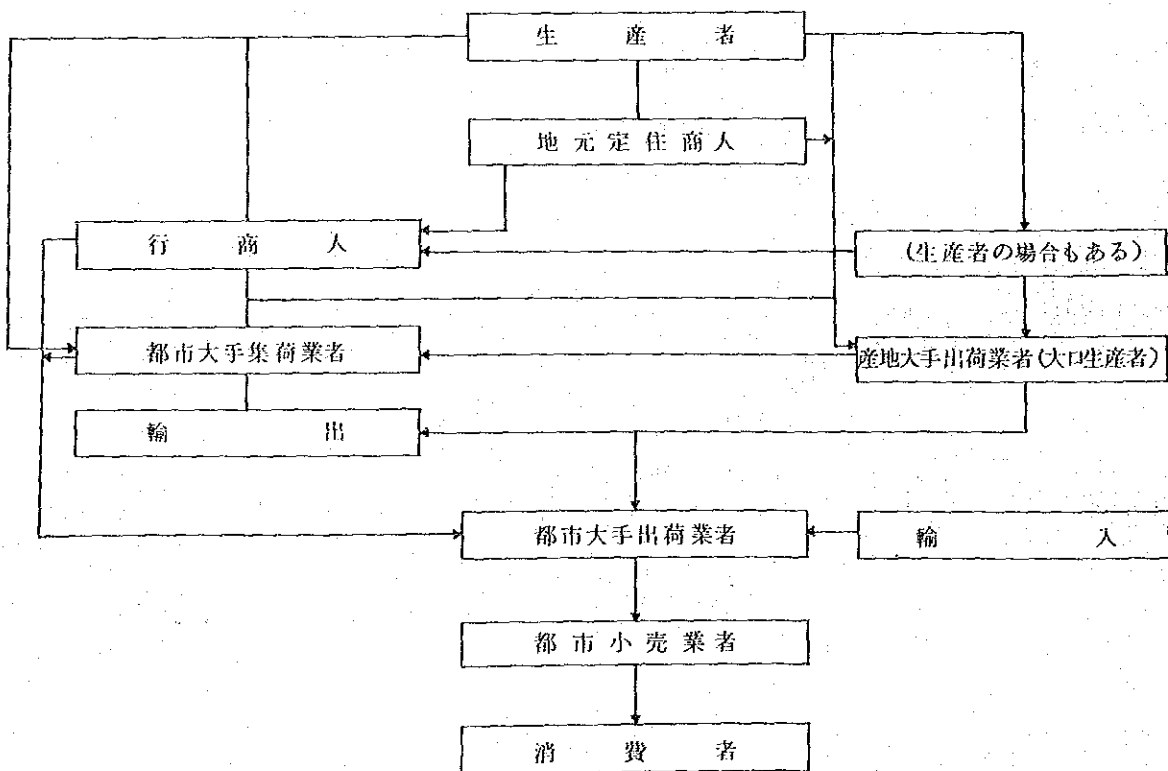 生産者
地元定住商人
行商人
(生産者の場合もある)
都市大手集荷業者
産地大手出荷業者(大口生産者)
輸出
都市大手出荷業者
輸入
都市小売業者
消費者